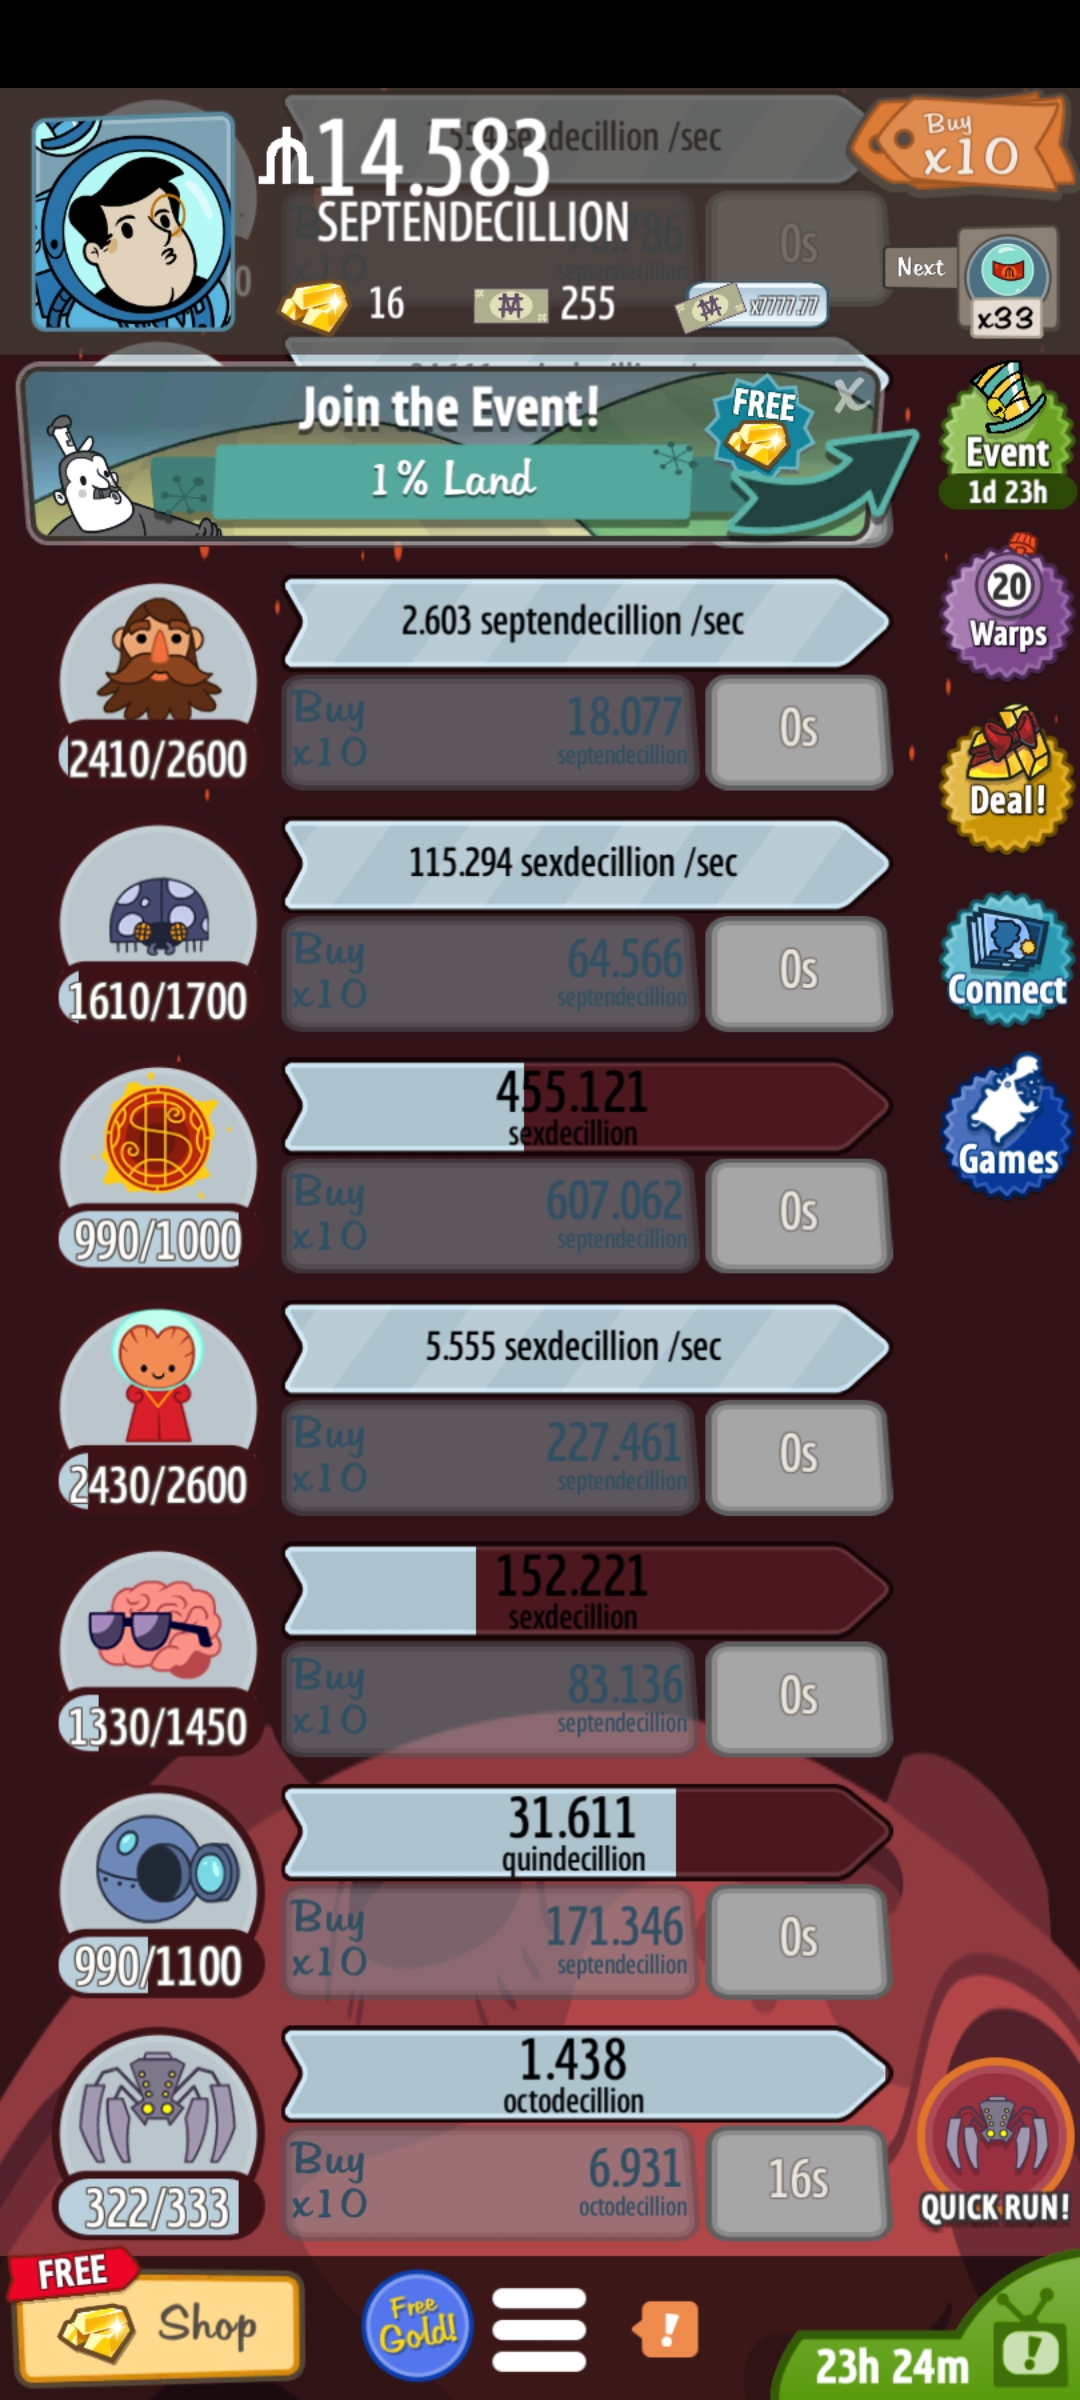 14.583
SEPTENDECILLION
sexdecillion /sec
Buy
x10
0s
Buy
x10
septendecillion
16
255
x7777.77
Next
x33
Join the Event!
1% Land
FREE
X
Event
1d 23h
2.603 septendecillion /sec
2410/2600
Buy
x10
18.077
septendecillion
0s
20
Warps
Deal!
115.294 sexdecillion /sec
1610/1700
Buy
x10
64.566
septendecillion
0s
Connect
455.121
sexdecillion
990/1000
Buy
x10
607.062
septendecillion
0s
Games
5.555 sexdecillion /sec
2430/2600
Buy
x10
227.461
septendecillion
0s
152.221
sexdecillion
1330/1450
Buy
x10
83.136
septendecillion
0s
31.611
quindecillion
990/1100
Buy
x10
171.346
septendecillion
0s
1.438
octodecillion
322/333
Buy
x10
6.931
octodecillion
16s
QUICK RUN!
FREE
Shop
Free
Gold!
!
23h 24m
!